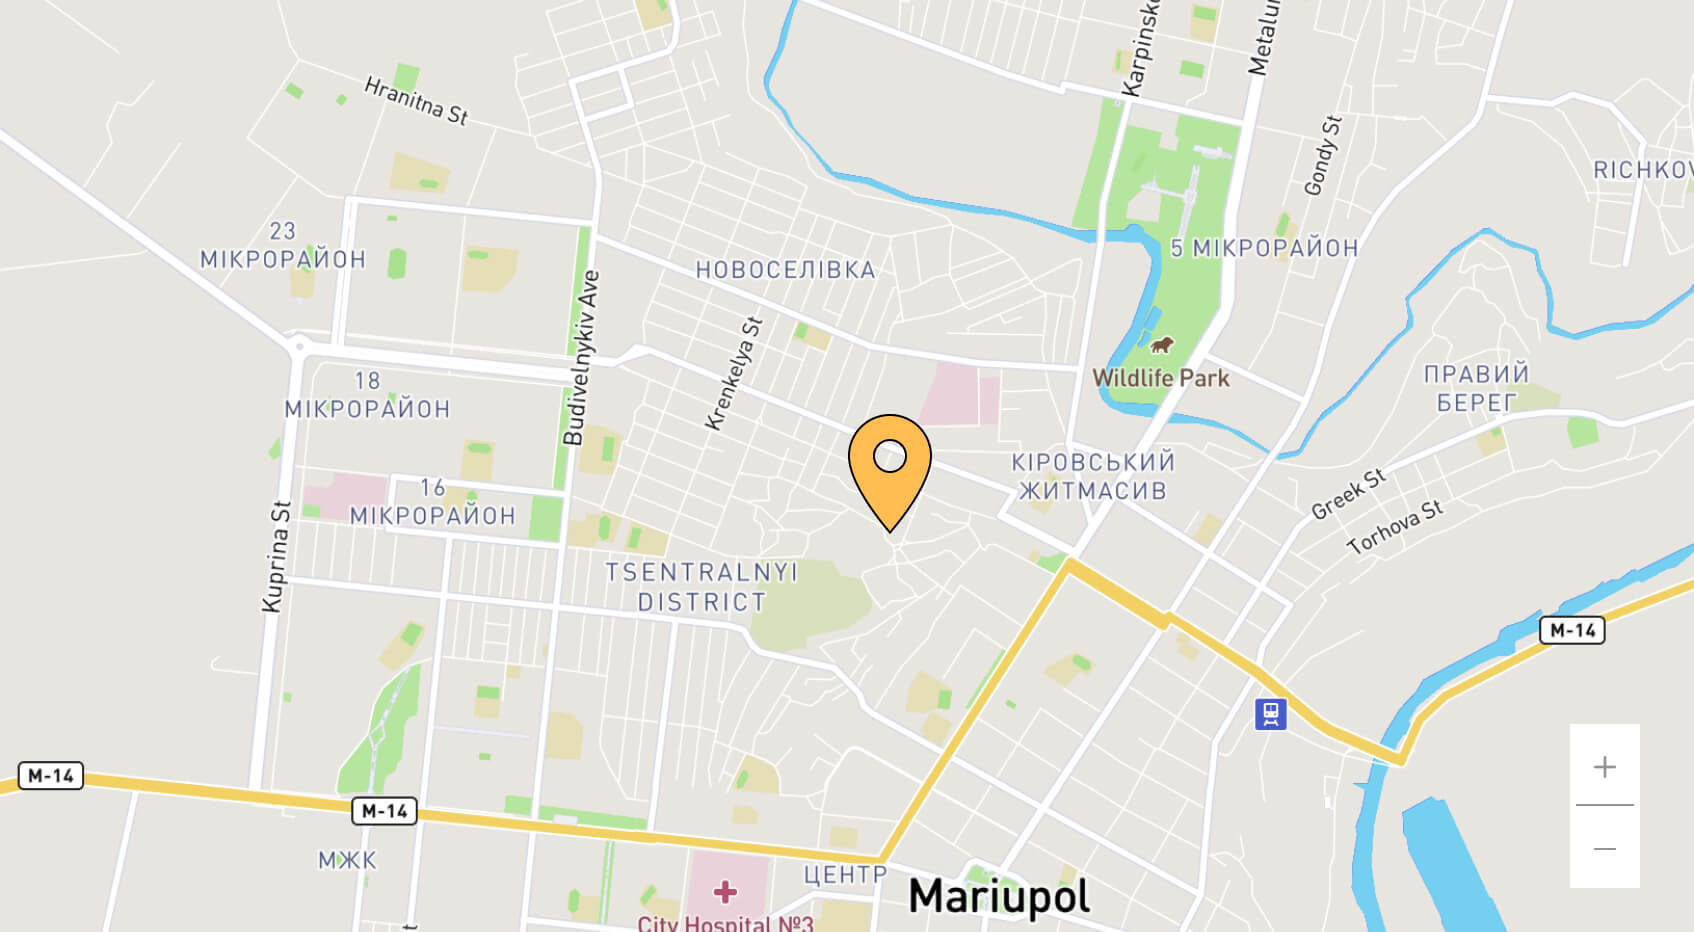 Karpinsk
Metalur
Hranitna St
Gondy St
RICHKOV
23
МІКРОРАЙОН
5 МІКРОРАЙОН
НОВОСЕЛІВКА
Budivelnykiv Ave
Krenkelya St
Wildlife Park
18
МІКРОРАЙОН
ПРАВИЙ
БЕРЕГ
КІРОВСЬКИЙ
ЖИТМАСИВ
16
МІКРОРАЙОН
Greek St
Torhova St
Kuprina St
TSENTRALNYI
DISTRICT
M-14
M-14
M-14
МЖК
ЦЕНТР
Mariupol
City Hospital №3
+
−